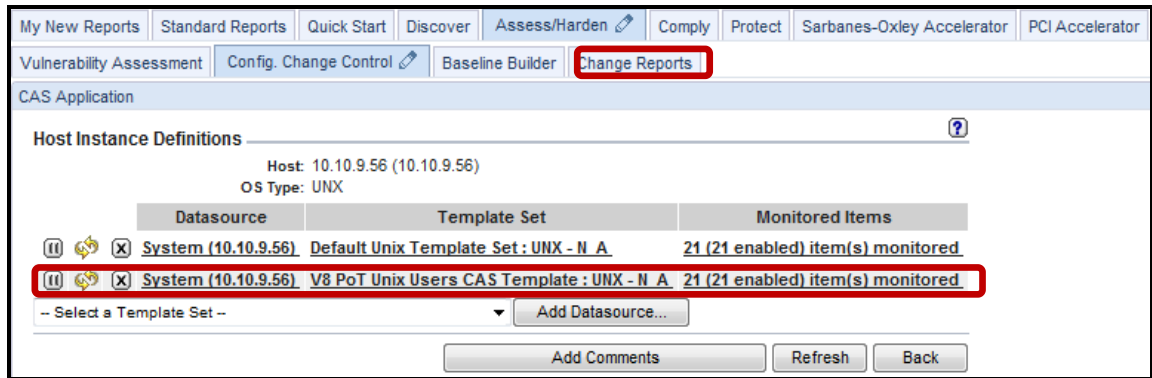 My New Reports Standard Reports Quick Start Discover Assess/Harden Comply Protect Sarbanes-Oxley Accelerator PCI Accelerator
Vulnerability Assessment Config. Change Control Baseline Builder Change Reports
CAS Application
Host Instance Definitions ?
Host: 10.10.9.56 (10.10.9.56)
OS Type: UNX
Datasource Template Set Monitored Items
System (10.10.9.56) Default Unix Template Set : UNX - N_A 21 (21 enabled) item(s) monitored
System (10.10.9.56) V8 PoT Unix Users CAS Template : UNX - N_A 21 (21 enabled) item(s) monitored
-- Select a Template Set -- Add Datasource...
Add Comments Refresh Back